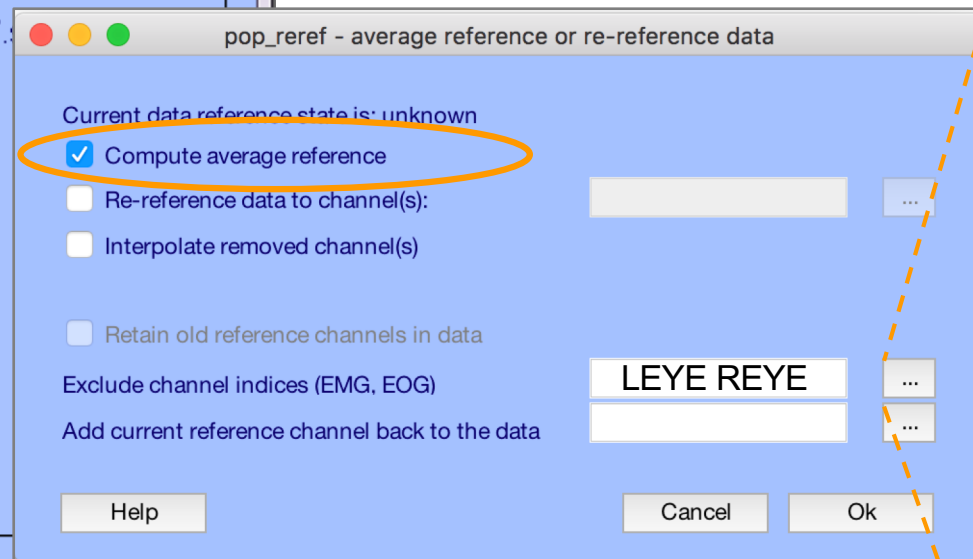 pop_reref - average reference or re-reference data
Current data reference state is: unknown
Compute average reference
Re-reference data to channel(s):
...
Interpolate removed channel(s)
Retain old reference channels in data
Exclude channel indices (EMG, EOG)
LEYE REYE
...
Add current reference channel back to the data
...
Help
Cancel
Ok